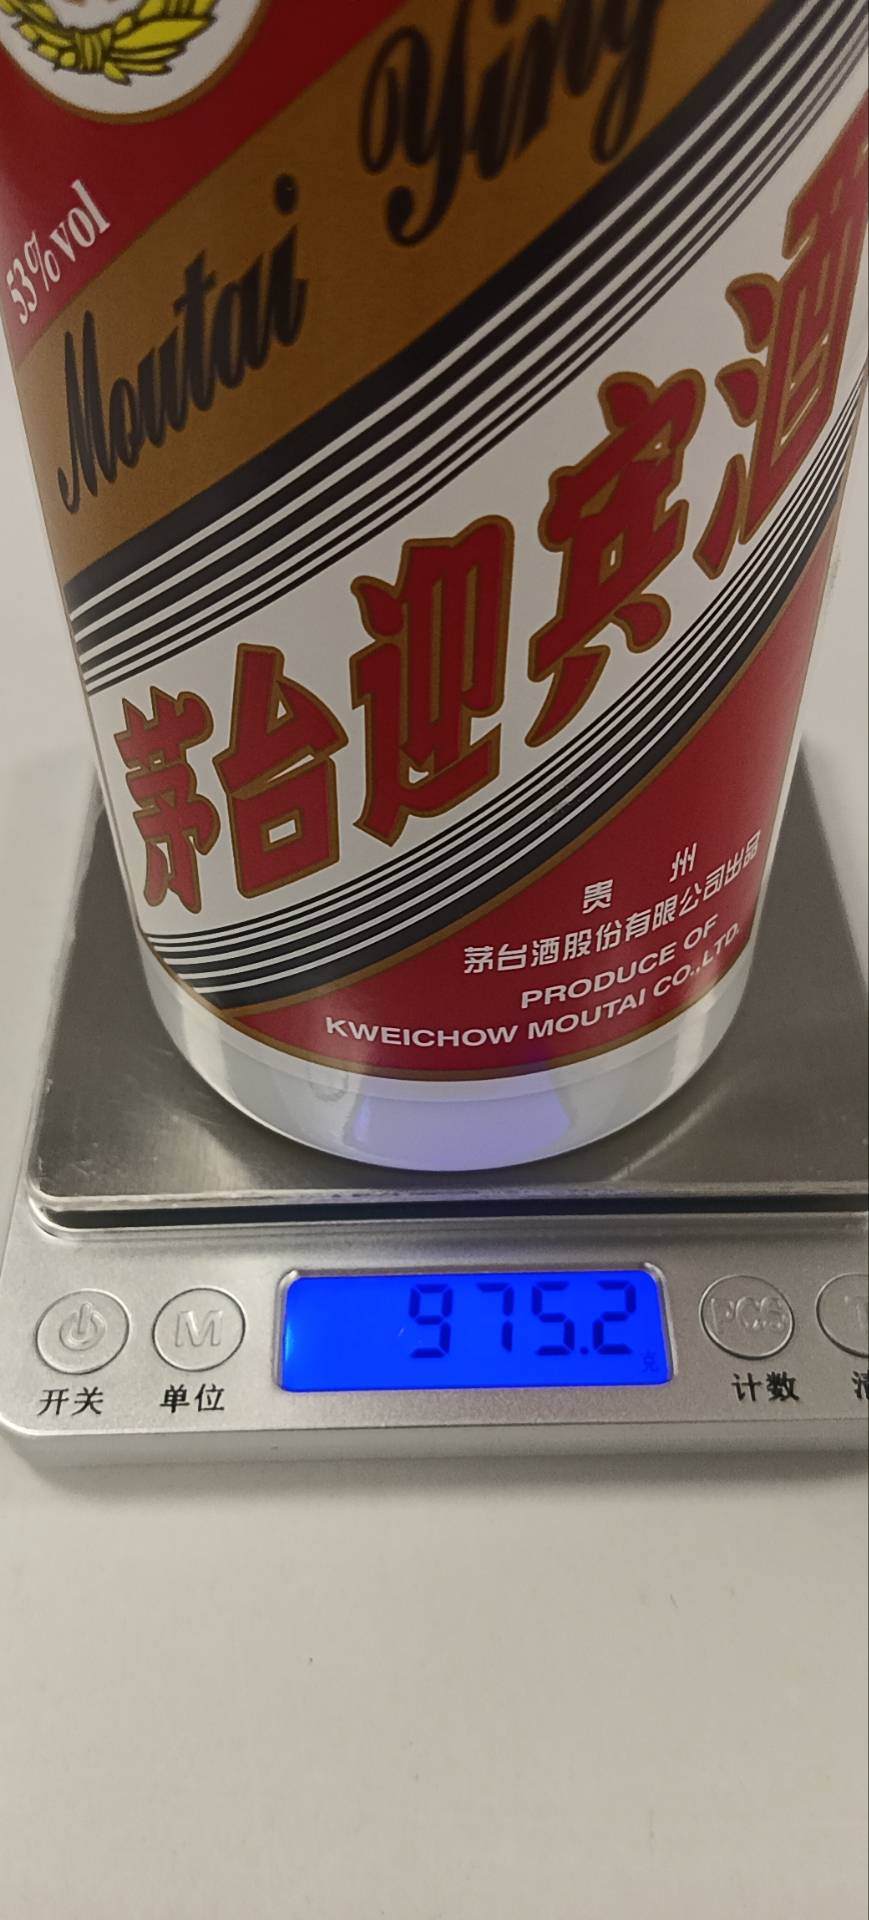 53%vol
Moutai Ying
茅台迎宾酒
贵州
茅台酒股份有限公司出品
PRODUCE OF
KWEICHOW MOUTAI CO.,LTD.
975.2
克
M
PCS
T
开关
单位
计数